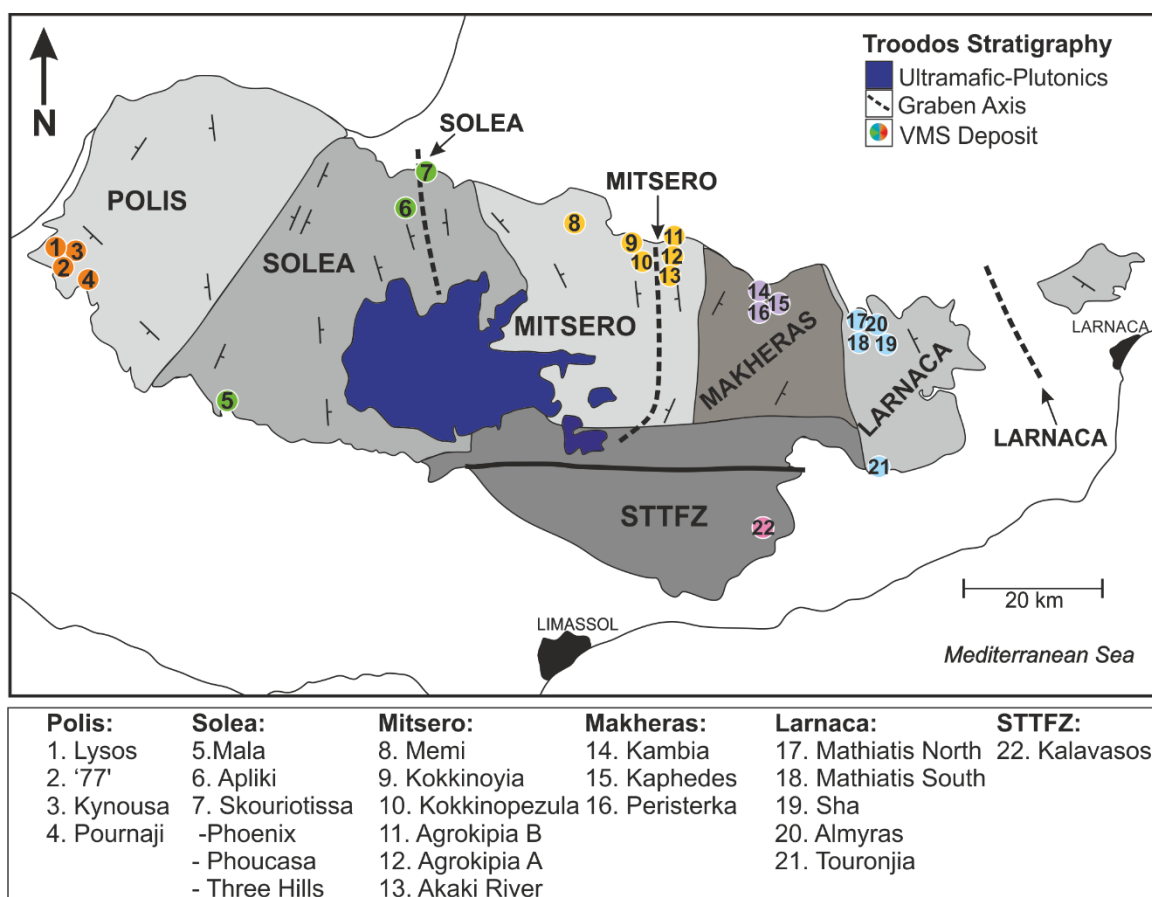 Troodos Stratigraphy
Ultramafic-Plutonics
Graben Axis
VMS Deposit
N
SOLEA
MITSERO
POLIS
SOLEA
MITSERO
MAKHERAS
LARNACA
LARNACA
LARNACA
STTFZ
LIMASSOL
20 km
Mediterranean Sea
1
2
3
4
5
6
7
8
9
10
11
12
13
14
15
16
17
18
19
20
21
22
Polis:
1. Lysos
2. '77'
3. Kynousa
4. Pournaji
Solea:
5.Mala
6. Apliki
7. Skouriotissa
-Phoenix
- Phoucasa
- Three Hills
Mitsero:
8. Memi
9. Kokkinoyia
10. Kokkinopezula
11. Agrokipia B
12. Agrokipia A
13. Akaki River
Makheras:
14. Kambia
15. Kaphedes
16. Peristerka
Larnaca:
17. Mathiatis North
18. Mathiatis South
19. Sha
20. Almyras
21. Touronjia
STTFZ:
22. Kalavasos